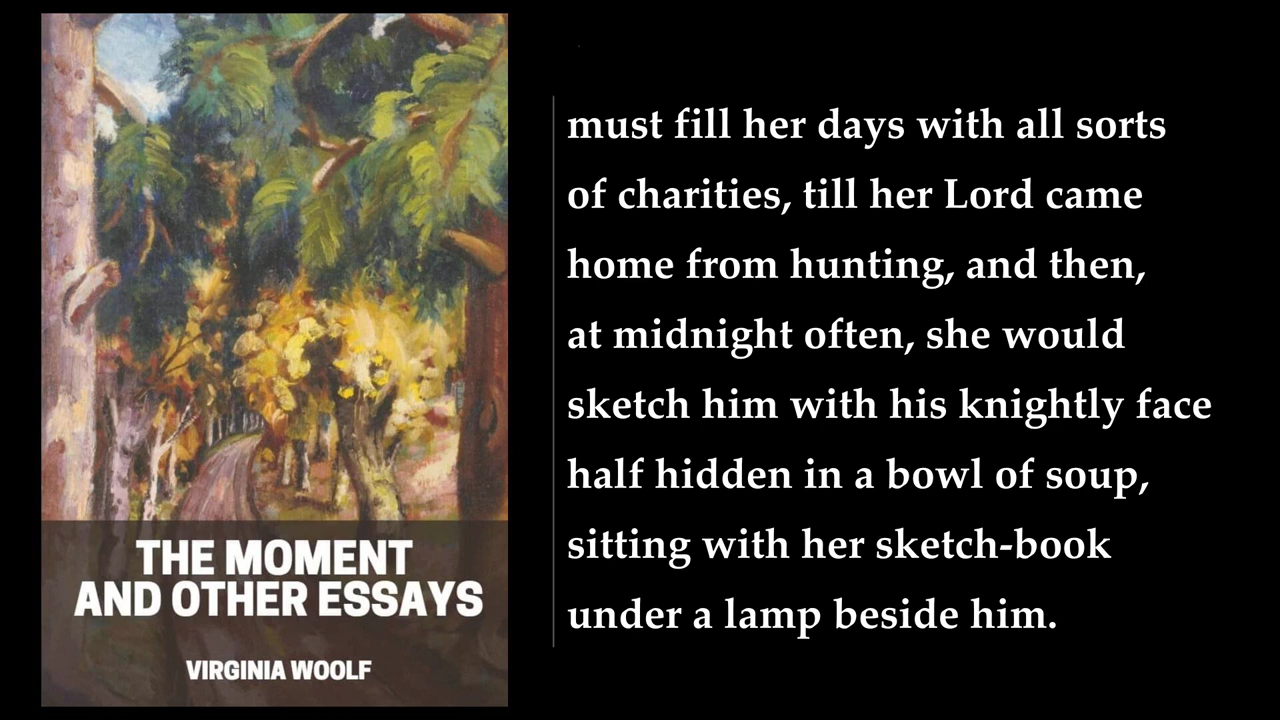 THE MOMENT
AND OTHER ESSAYS
VIRGINIA WOOLF
must fill her days with all sorts
of charities, till her Lord came
home from hunting, and then,
at midnight often, she would
sketch him with his knightly face
half hidden in a bowl of soup,
sitting with her sketch-book
under a lamp beside him.